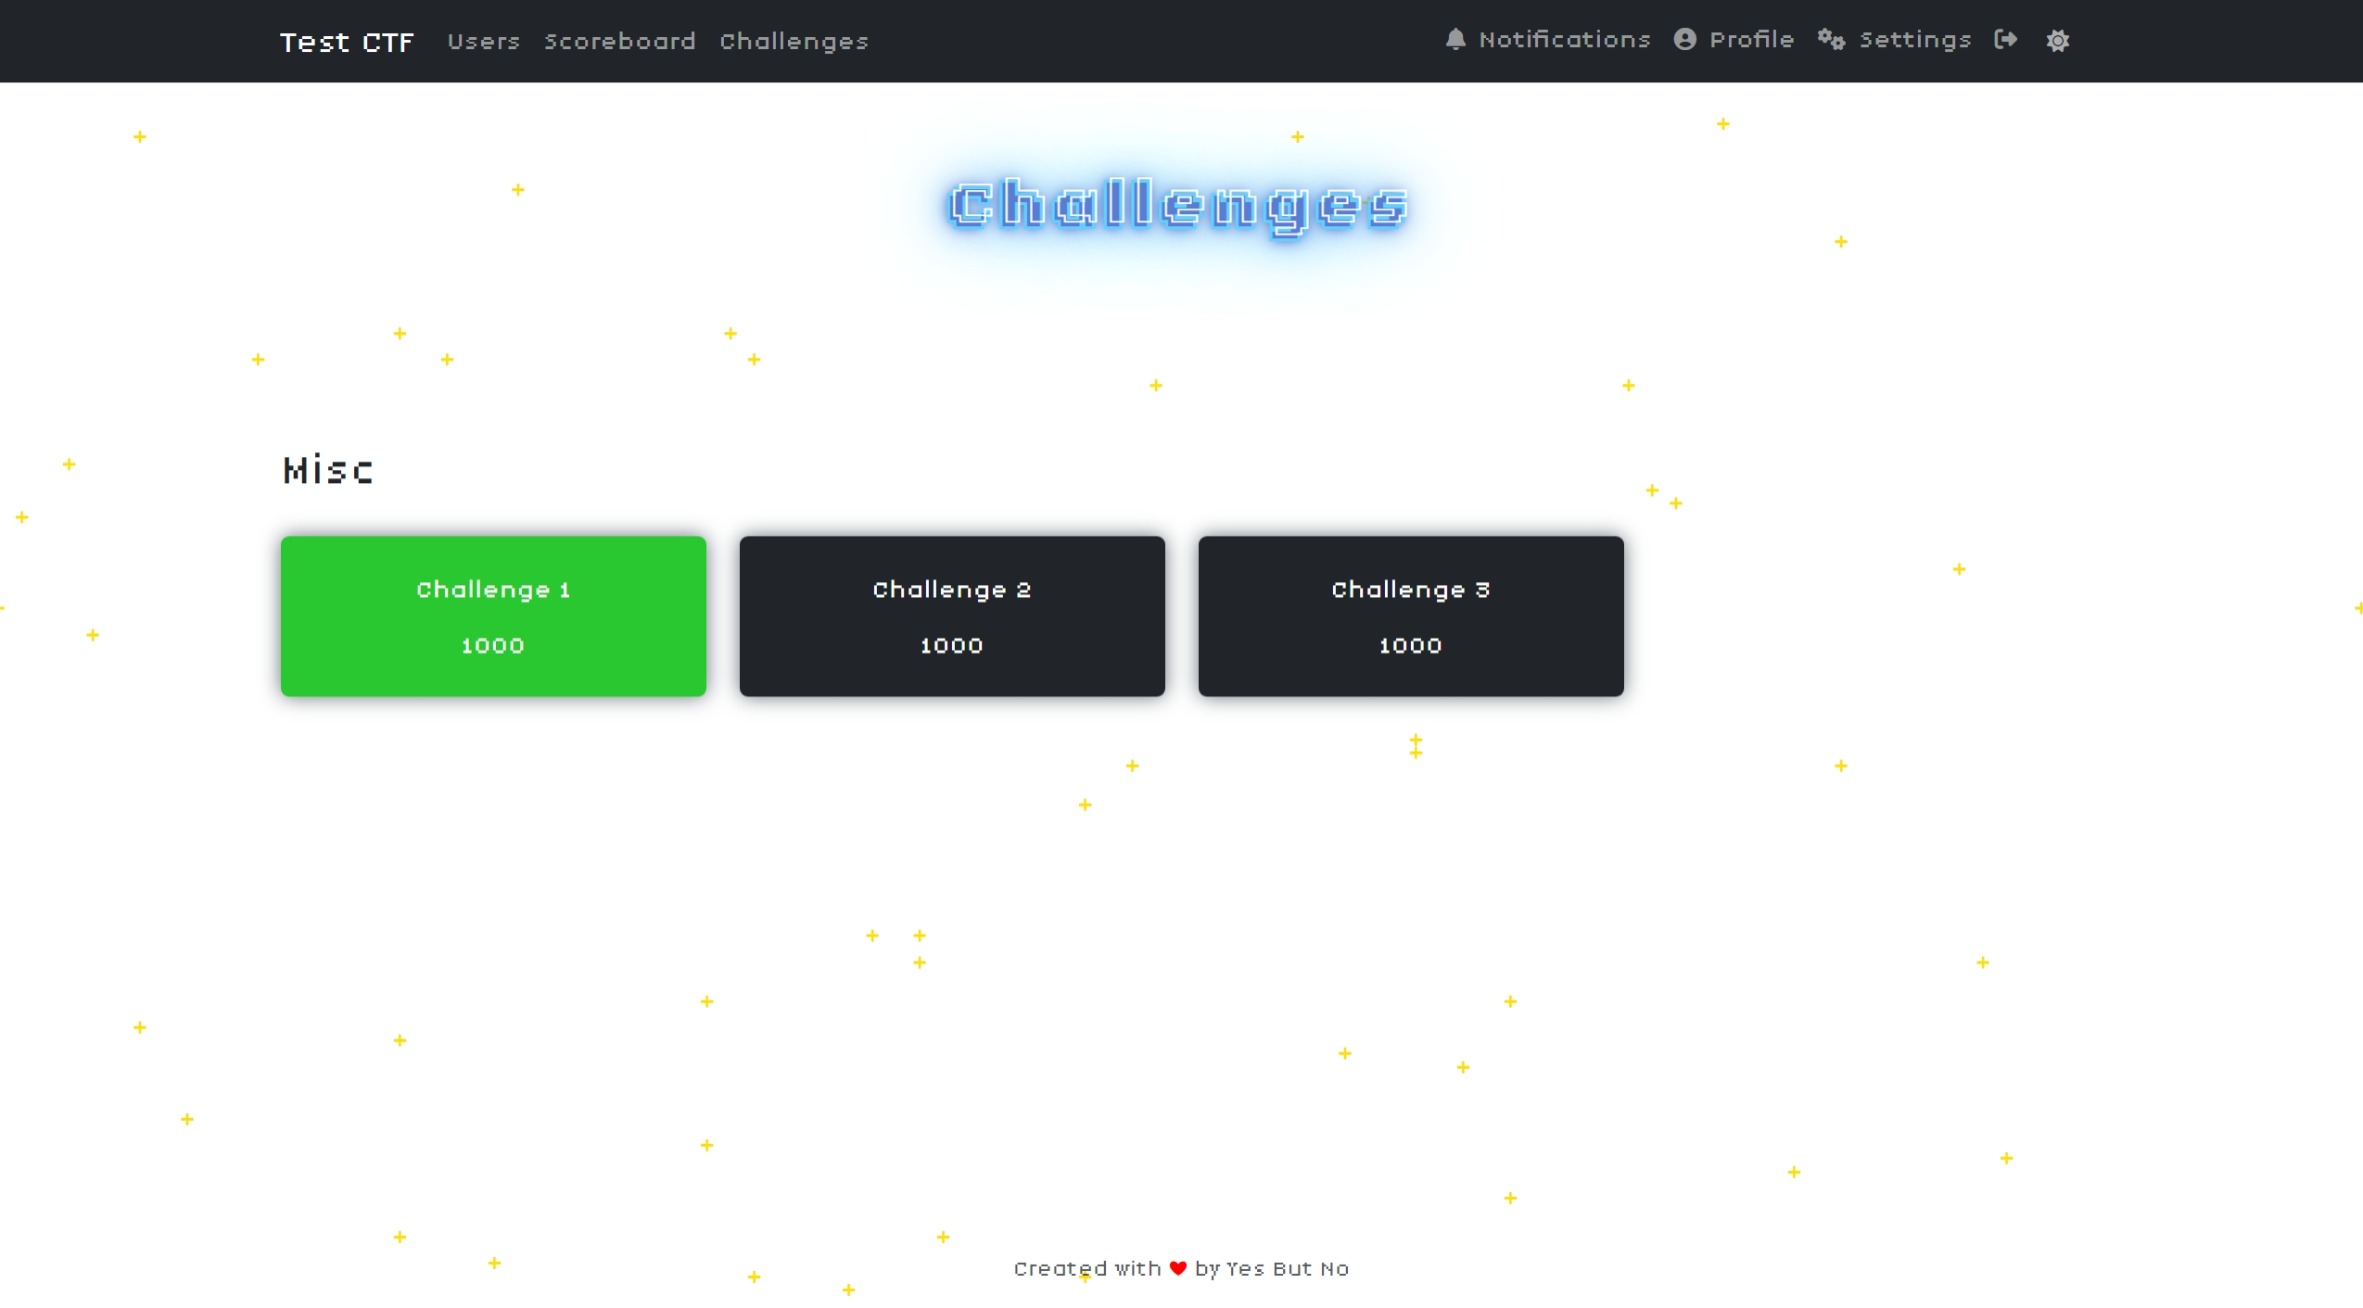 Test CTF Users Scoreboard Challenges Notifications Profile Settings
Challenges
Misc
Challenge 1 Challenge 2 Challenge 3
1000 1000 1000
Created with ❤ by Yes But No